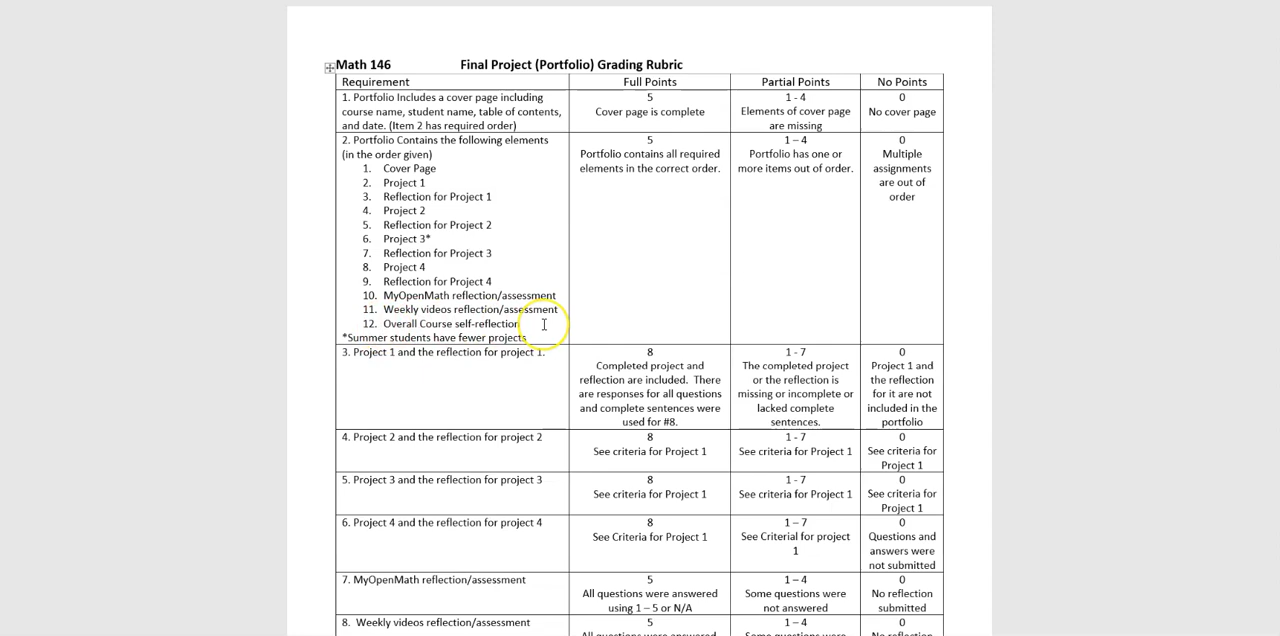 Math 146 Final Project (Portfolio) Grading Rubric
Requirement Full Points Partial Points No Points
1. Portfolio Includes a cover page including
course name, student name, table of contents,
and date. (Item 2 has required order)
5
Cover page is complete
1 - 4
Elements of cover page
are missing
0
No cover page
2. Portfolio Contains the following elements
(in the order given)
1. Cover Page
2. Project 1
3. Reflection for Project 1
4. Project 2
5. Reflection for Project 2
6. Project 3*
7. Reflection for Project 3
8. Project 4
9. Reflection for Project 4
10. MyOpenMath reflection/assessment
11. Weekly videos reflection/assessment
12. Overall Course self-reflection
*Summer students have fewer projects
5
Portfolio contains all required
elements in the correct order.
1 – 4
Portfolio has one or
more items out of order.
0
Multiple
assignments
are out of
order
3. Project 1 and the reflection for project 1.
8
Completed project and
reflection are included. There
are responses for all questions
and complete sentences were
used for #8.
1 - 7
The completed project
or the reflection is
missing or incomplete or
lacked complete
sentences.
0
Project 1 and
the reflection
for it are not
included in the
portfolio
4. Project 2 and the reflection for project 2
8
See criteria for Project 1
1 - 7
See criteria for Project 1
0
See criteria for
Project 1
5. Project 3 and the reflection for project 3
8
See criteria for Project 1
1 - 7
See criteria for Project 1
0
See criteria for
Project 1
6. Project 4 and the reflection for project 4
8
See Criteria for Project 1
1 – 7
See Criterial for project
1
0
Questions and
answers were
not submitted
7. MyOpenMath reflection/assessment
5
All questions were answered
using 1 – 5 or N/A
1 – 4
Some questions were
not answered
0
No reflection
submitted
8. Weekly videos reflection/assessment
5
All questions were answered
1 – 4
Some questions were
0
No reflection